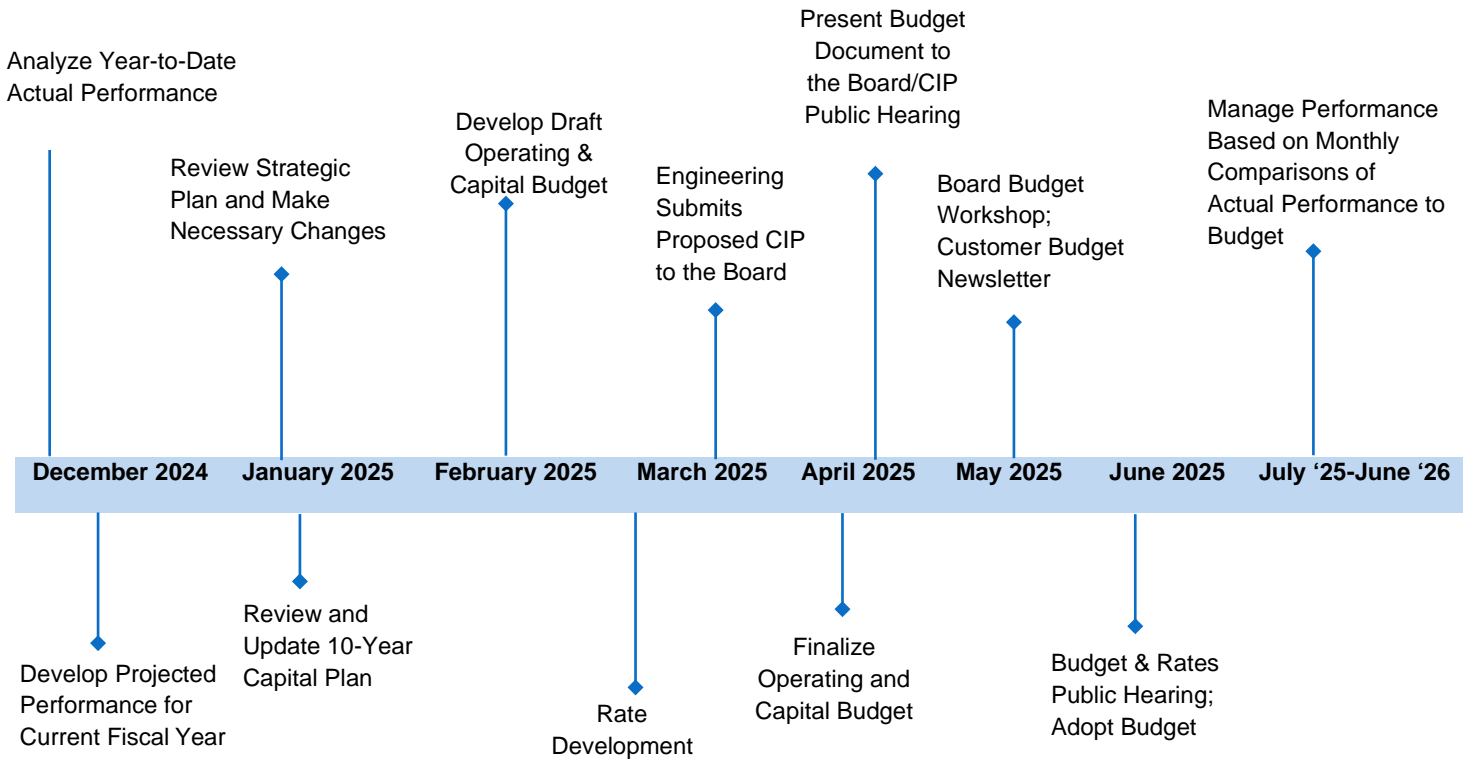 Analyze Year-to-Date
Actual Performance
Review Strategic
Plan and Make
Necessary Changes
Develop Draft
Operating &
Capital Budget
Engineering
Submits
Proposed CIP
to the Board
Present Budget
Document to
the Board/CIP
Public Hearing
Board Budget
Workshop;
Customer Budget
Newsletter
Manage Performance
Based on Monthly
Comparisons of
Actual Performance to
Budget
December 2024 January 2025 February 2025 March 2025 April 2025 May 2025 June 2025 July ‘25-June ‘26
Develop Projected
Performance for
Current Fiscal Year
Review and
Update 10-Year
Capital Plan
Rate
Development
Finalize
Operating and
Capital Budget
Budget & Rates
Public Hearing;
Adopt Budget